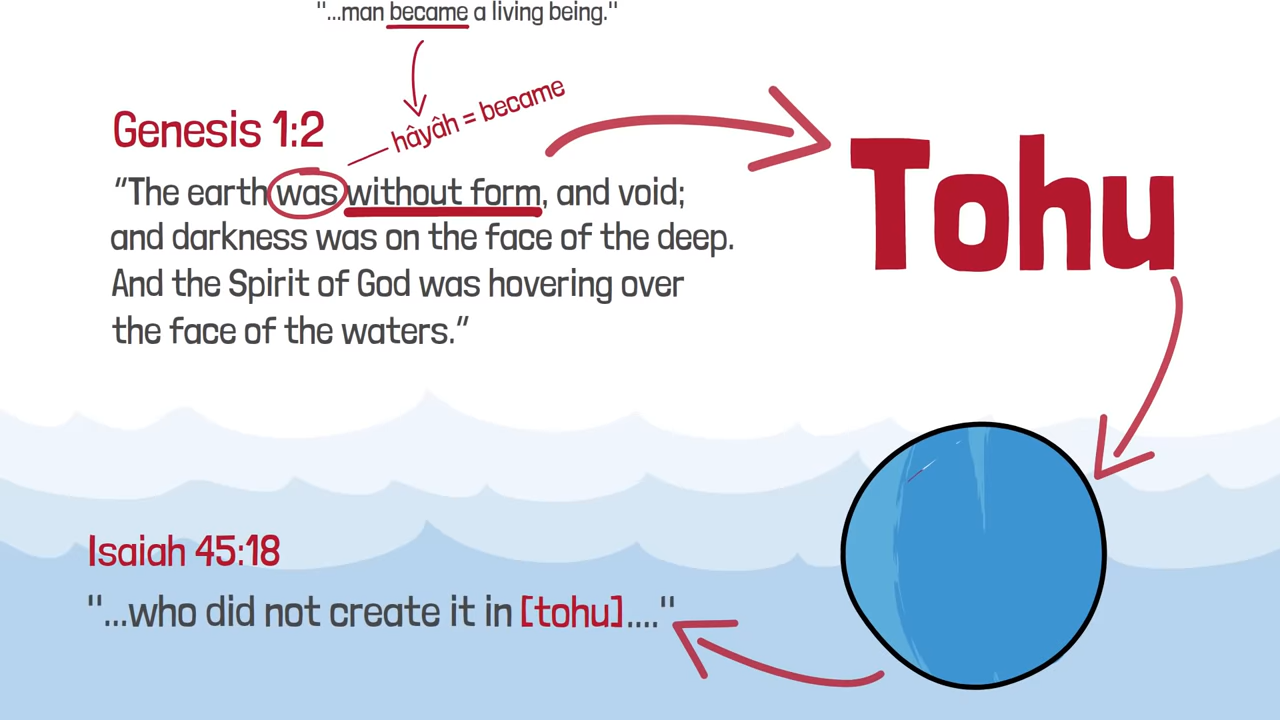 "...man became a living being."
hâyâh = became
Genesis 1:2
“The earth was without form, and void;
and darkness was on the face of the deep.
And the Spirit of God was hovering over
the face of the waters.”
Tohu
Isaiah 45:18
"...who did not create it in [tohu]...."